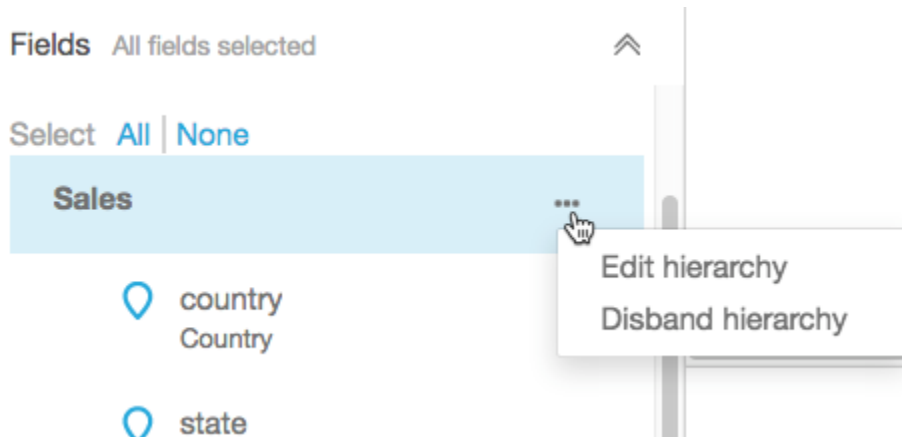 Fields All fields selected
Select All None
Sales
Edit hierarchy
country
Disband hierarchy
Country
state